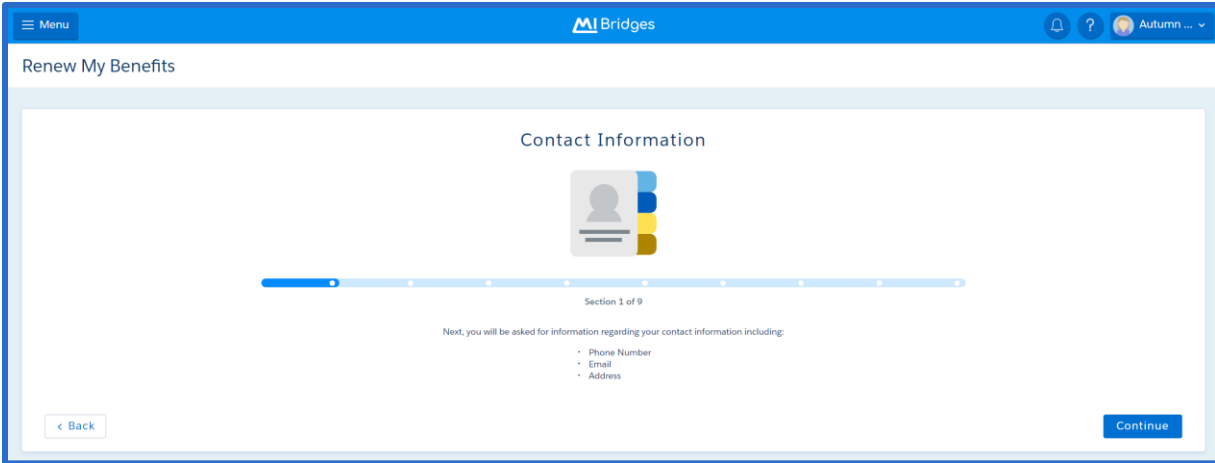 Menu
MI Bridges
?
Autumn ...
Renew My Benefits
Contact Information
Section 1 of 9
Next, you will be asked for information regarding your contact information including:
· Phone Number
· Email
· Address
< Back
Continue